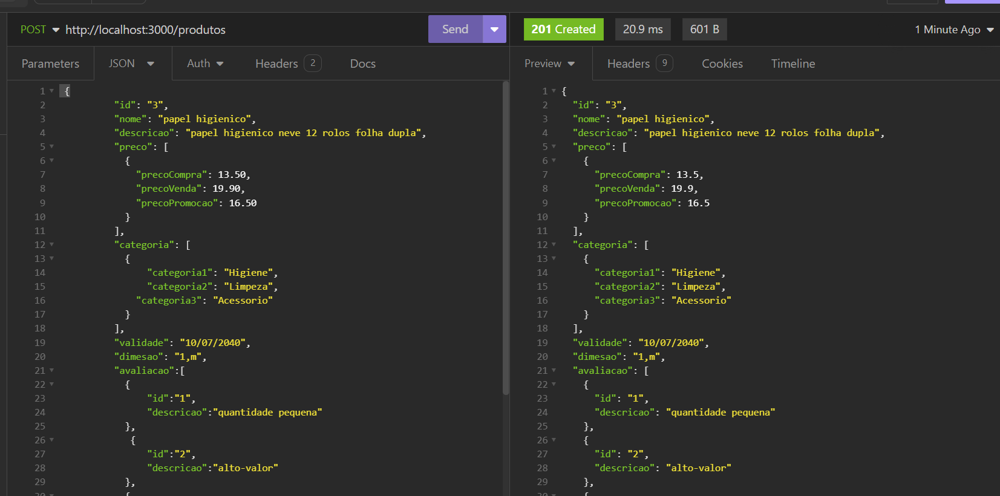 POST http://localhost:3000/produtos Send
201 Created 20.9 ms 601 B 1 Minute Ago
Parameters JSON Auth Headers 2 Docs
Preview Headers 9 Cookies Timeline
1 {
2 "id": "3",
3 "nome": "papel higienico",
4 "descricao": "papel higienico neve 12 rolos folha dupla",
5 "preco": [
6 {
7 "precoCompra": 13.50,
8 "precoVenda": 19.90,
9 "precoPromocao": 16.50
10 }
11 ],
12 "categoria": [
13 {
14 "categoria1": "Higiene",
15 "categoria2": "Limpeza",
16 "categoria3": "Acessorio"
17 }
18 ],
19 "validade": "10/07/2040",
20 "dimesao": "1,m",
21 "avaliacao":[
22 {
23 "id":"1",
24 "descricao":"quantidade pequena"
25 },
26 {
27 "id":"2",
28 "descricao":"alto-valor"
29 },
30 {
1 {
2 "id": "3",
3 "nome": "papel higienico",
4 "descricao": "papel higienico neve 12 rolos folha dupla",
5 "preco": [
6 {
7 "precoCompra": 13.5,
8 "precoVenda": 19.9,
9 "precoPromocao": 16.5
10 }
11 ],
12 "categoria": [
13 {
14 "categoria1": "Higiene",
15 "categoria2": "Limpeza",
16 "categoria3": "Acessorio"
17 }
18 ],
19 "validade": "10/07/2040",
20 "dimesao": "1,m",
21 "avaliacao": [
22 {
23 "id": "1",
24 "descricao": "quantidade pequena"
25 },
26 {
27 "id": "2",
28 "descricao": "alto-valor"
29 },
30 {